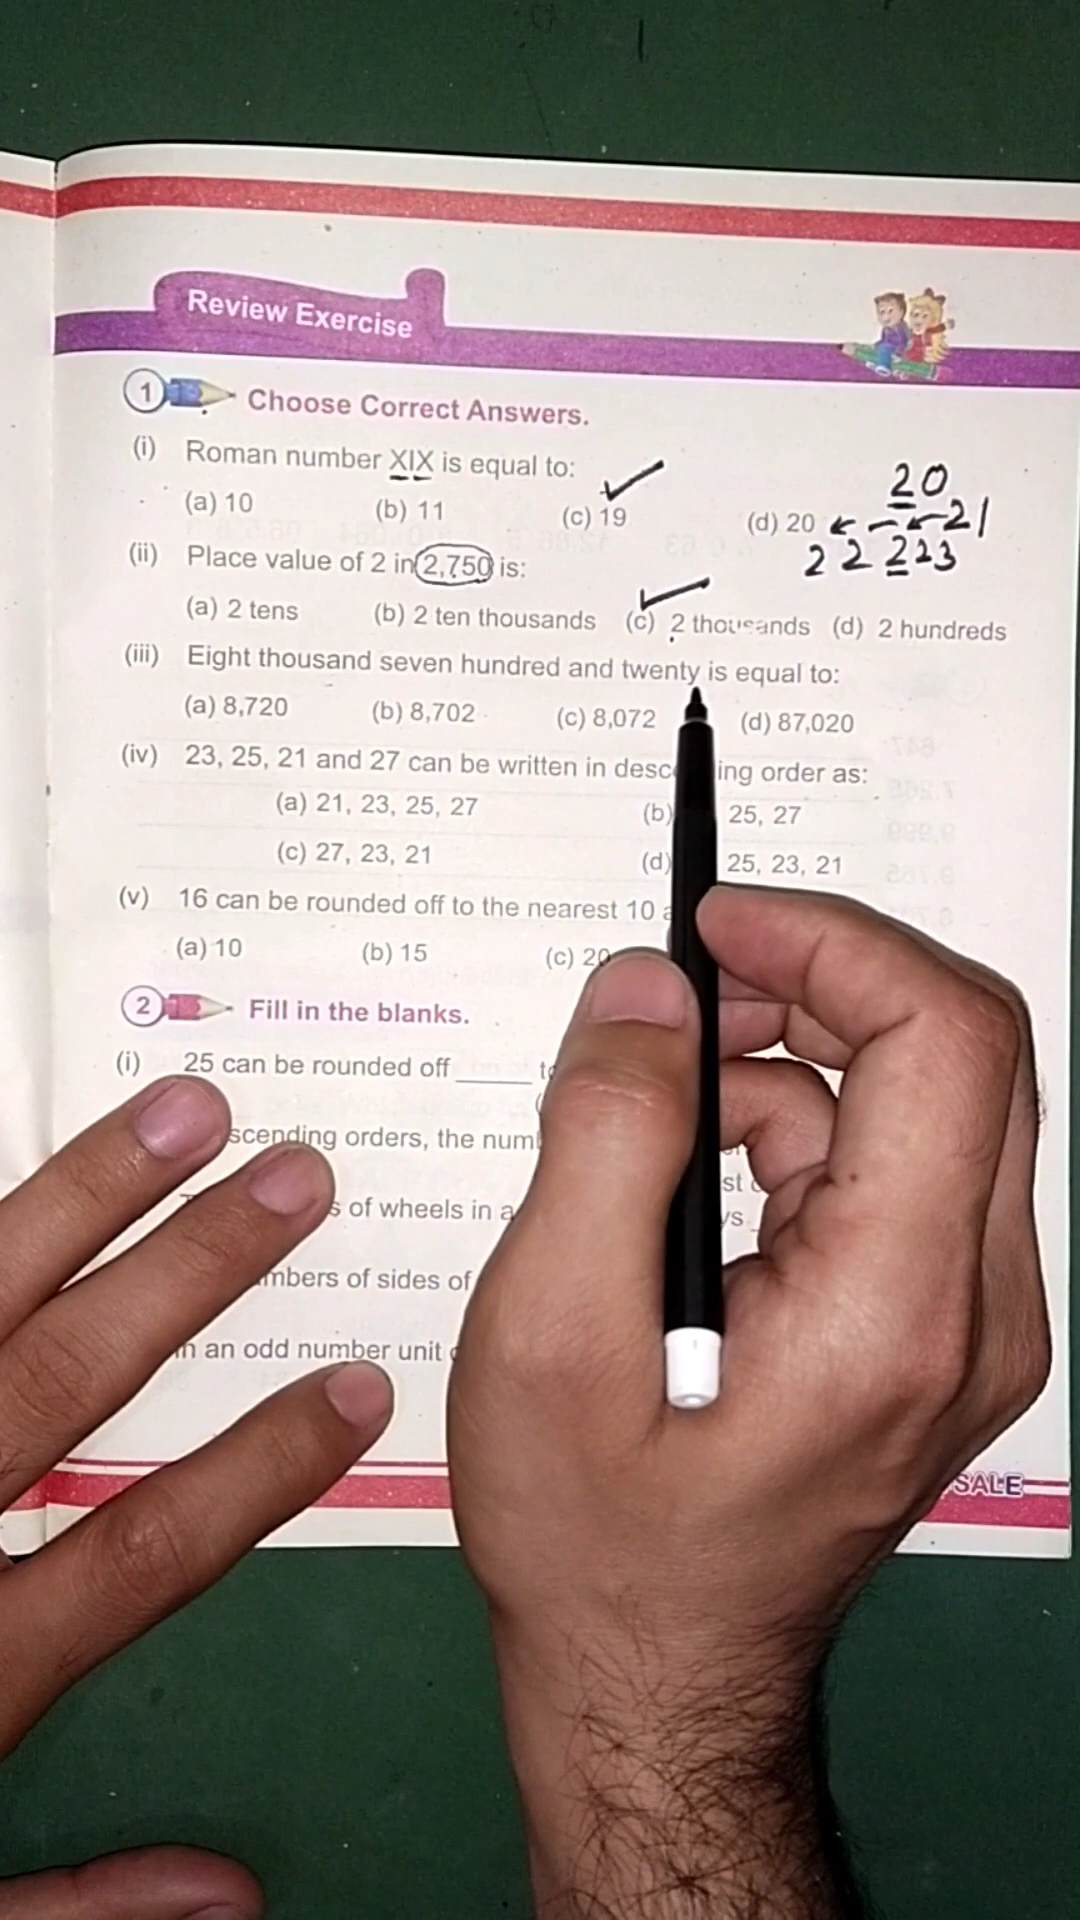 Review Exercise
1 Choose Correct Answers.
(i) Roman number XIX is equal to:
20
(a) 10 (b) 11 (c) 19 (d) 20 21
(ii) Place value of 2 in 2,750 is:
2 2 2 2 3
(a) 2 tens (b) 2 ten thousands (c) 2 thousands (d) 2 hundreds
(iii) Eight thousand seven hundred and twenty is equal to:
(a) 8,720 (b) 8,702 (c) 8,072 (d) 87,020
(iv) 23, 25, 21 and 27 can be written in desc ing order as:
(a) 21, 23, 25, 27 (b) 25, 27
(c) 27, 23, 21 (d) 25, 23, 21
(v) 16 can be rounded off to the nearest 10
(a) 10 (b) 15 (c) 20
2 Fill in the blanks.
(i) 25 can be rounded off
scending orders, the num
st
of wheels in a
mbers of sides of
an odd number unit
SALE